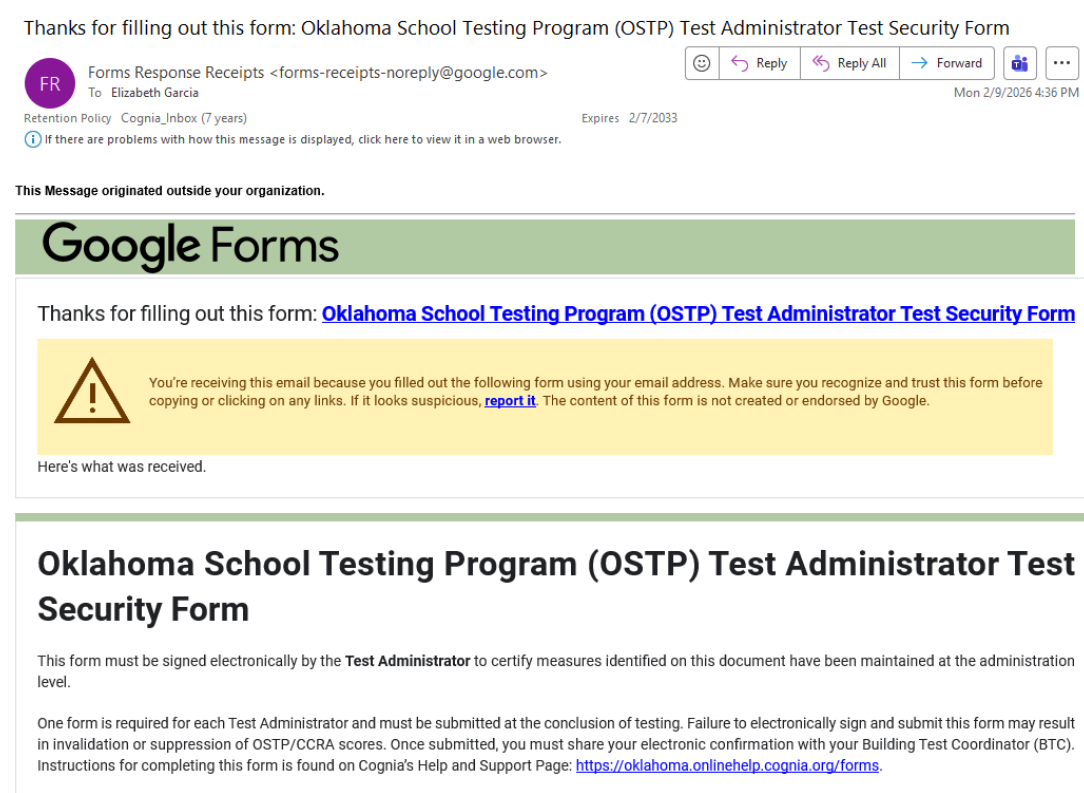 Thanks for filling out this form: Oklahoma School Testing Program (OSTP) Test Administrator Test Security Form
FR
Forms Response Receipts <forms-receipts-noreply@google.com>
To Elizabeth Garcia
Reply
Reply All
Forward
Mon 2/9/2026 4:36 PM
Retention Policy Cognia_Inbox (7 years)
Expires 2/7/2033
If there are problems with how this message is displayed, click here to view it in a web browser.
This Message originated outside your organization.
Google Forms
Thanks for filling out this form: Oklahoma School Testing Program (OSTP) Test Administrator Test Security Form
You're receiving this email because you filled out the following form using your email address. Make sure you recognize and trust this form before
copying or clicking on any links. If it looks suspicious, report it. The content of this form is not created or endorsed by Google.
Here's what was received.
Oklahoma School Testing Program (OSTP) Test Administrator Test
Security Form
This form must be signed electronically by the Test Administrator to certify measures identified on this document have been maintained at the administration
level.
One form is required for each Test Administrator and must be submitted at the conclusion of testing. Failure to electronically sign and submit this form may result
in invalidation or suppression of OSTP/CCRA scores. Once submitted, you must share your electronic confirmation with your Building Test Coordinator (BTC).
Instructions for completing this form is found on Cognia's Help and Support Page: https://oklahoma.onlinehelp.cognia.org/forms.